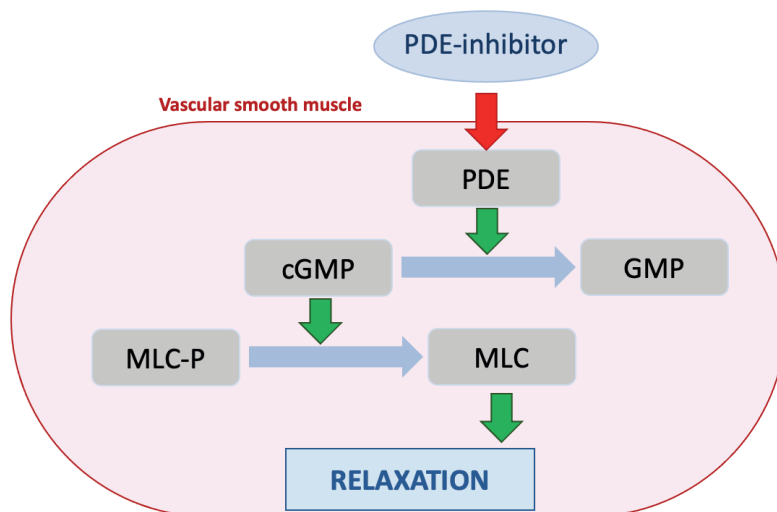 PDE-inhibitor
Vascular smooth muscle
PDE
cGMP
GMP
MLC-P
MLC
RELAXATION